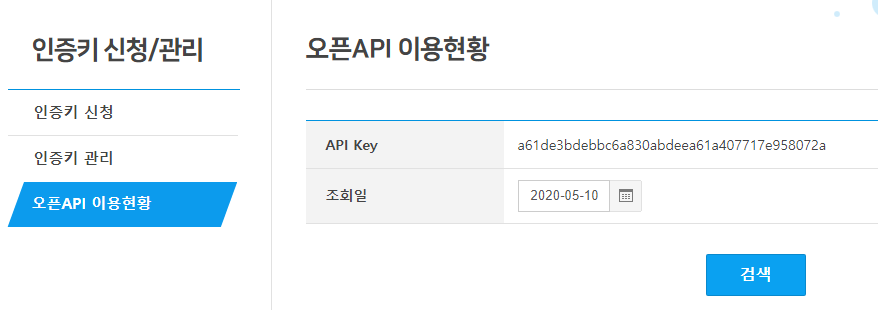 인증키 신청/관리
인증키 신청
인증키 관리
오픈API 이용현황
오픈API 이용현황
API Key a61de3bdebbc6a830abdeea61a407717e958072a
조회일 2020-05-10
검색